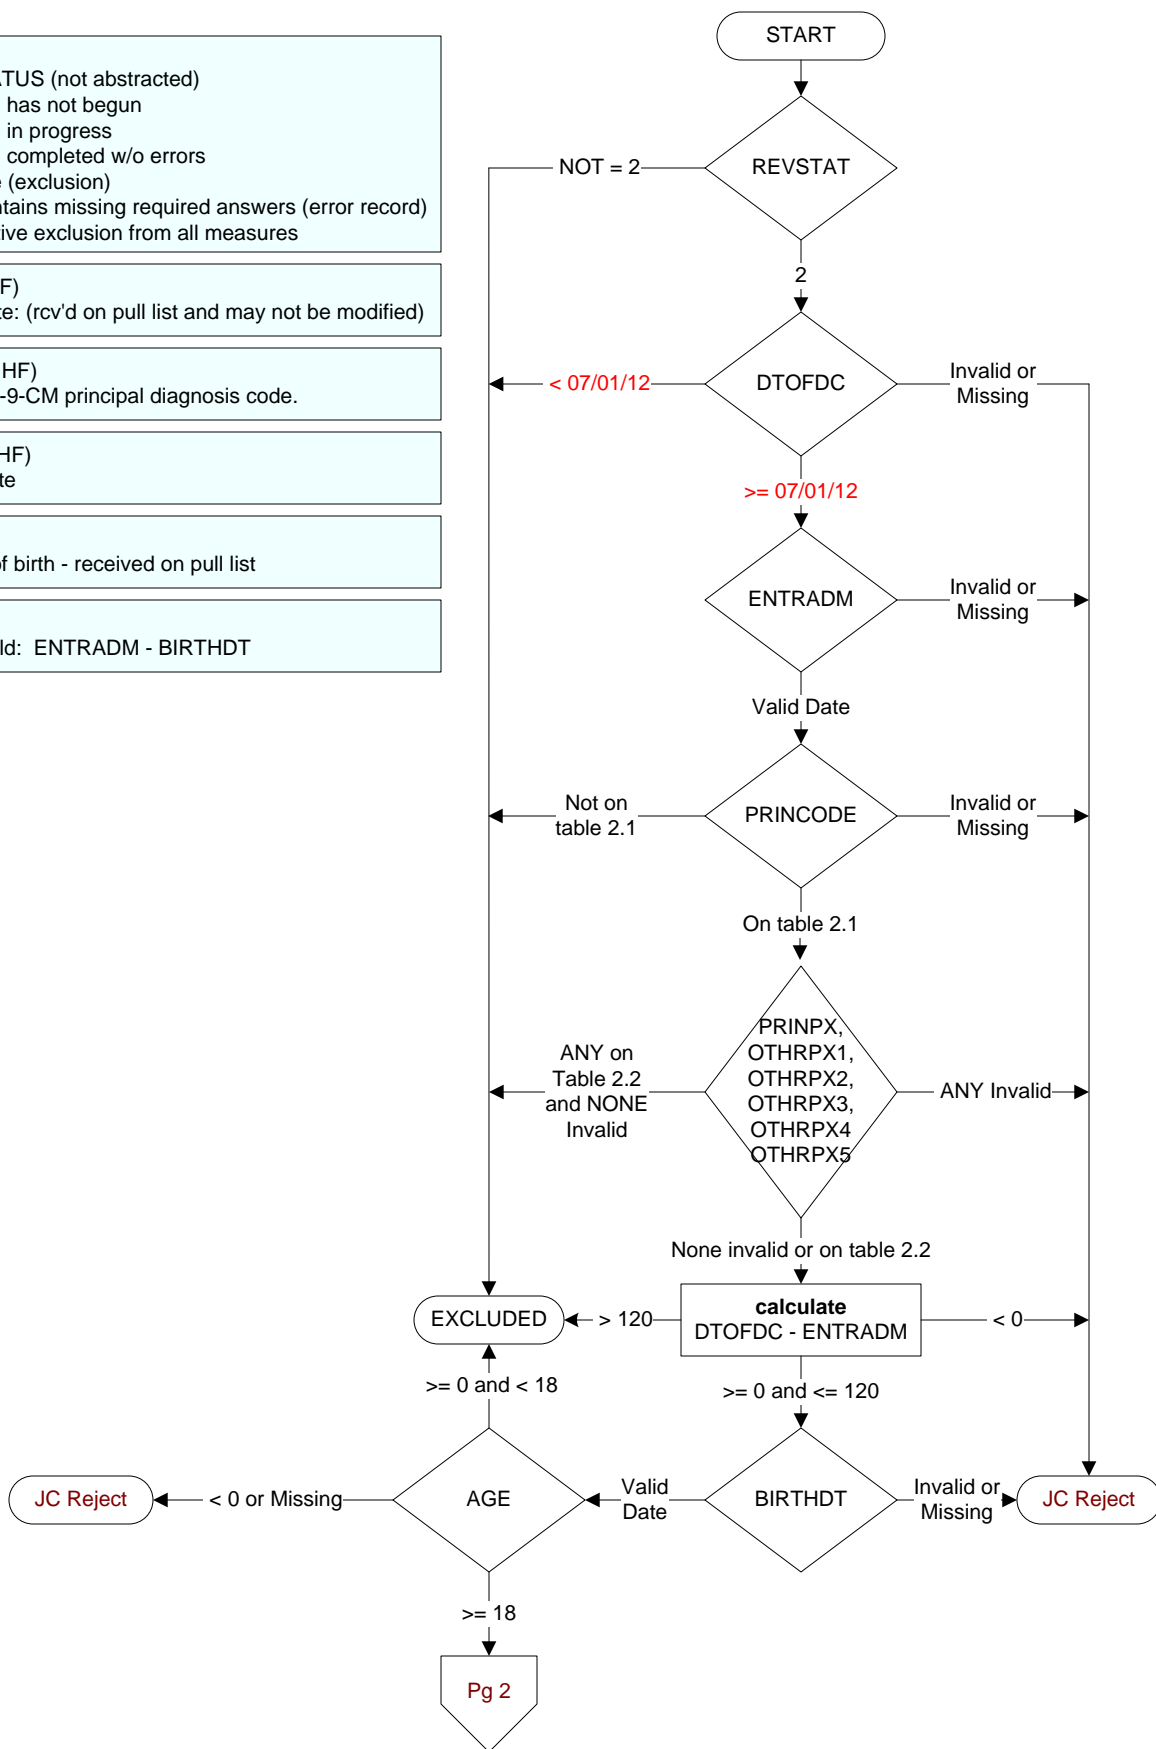 ATUS (not abstracted)
has not begun
in progress
completed w/o errors
e (exclusion)
ntains missing required answers (error record)
tive exclusion from all measures
F)
te: (rcv'd on pull list and may not be modified)
HF)
-9-CM principal diagnosis code.
HF)
te
of birth - received on pull list
ld: ENTRADM - BIRTHDT
START
REVSTAT
NOT = 2
2
DTOFDC
< 07/01/12
Invalid or
Missing
>= 07/01/12
ENTRADM
Invalid or
Missing
Valid Date
PRINCODE
Not on
table 2.1
Invalid or
Missing
On table 2.1
PRINPX,
OTHRPX1,
OTHRPX2,
OTHRPX3,
OTHRPX4
OTHRPX5
ANY on
Table 2.2
and NONE
Invalid
ANY Invalid
None invalid or on table 2.2
calculate
DTOFDC - ENTRADM
EXCLUDED
> 120
< 0
>= 0 and < 18
>= 0 and <= 120
JC Reject
< 0 or Missing
AGE
Valid
Date
BIRTHDT
Invalid or
Missing
JC Reject
>= 18
Pg 2